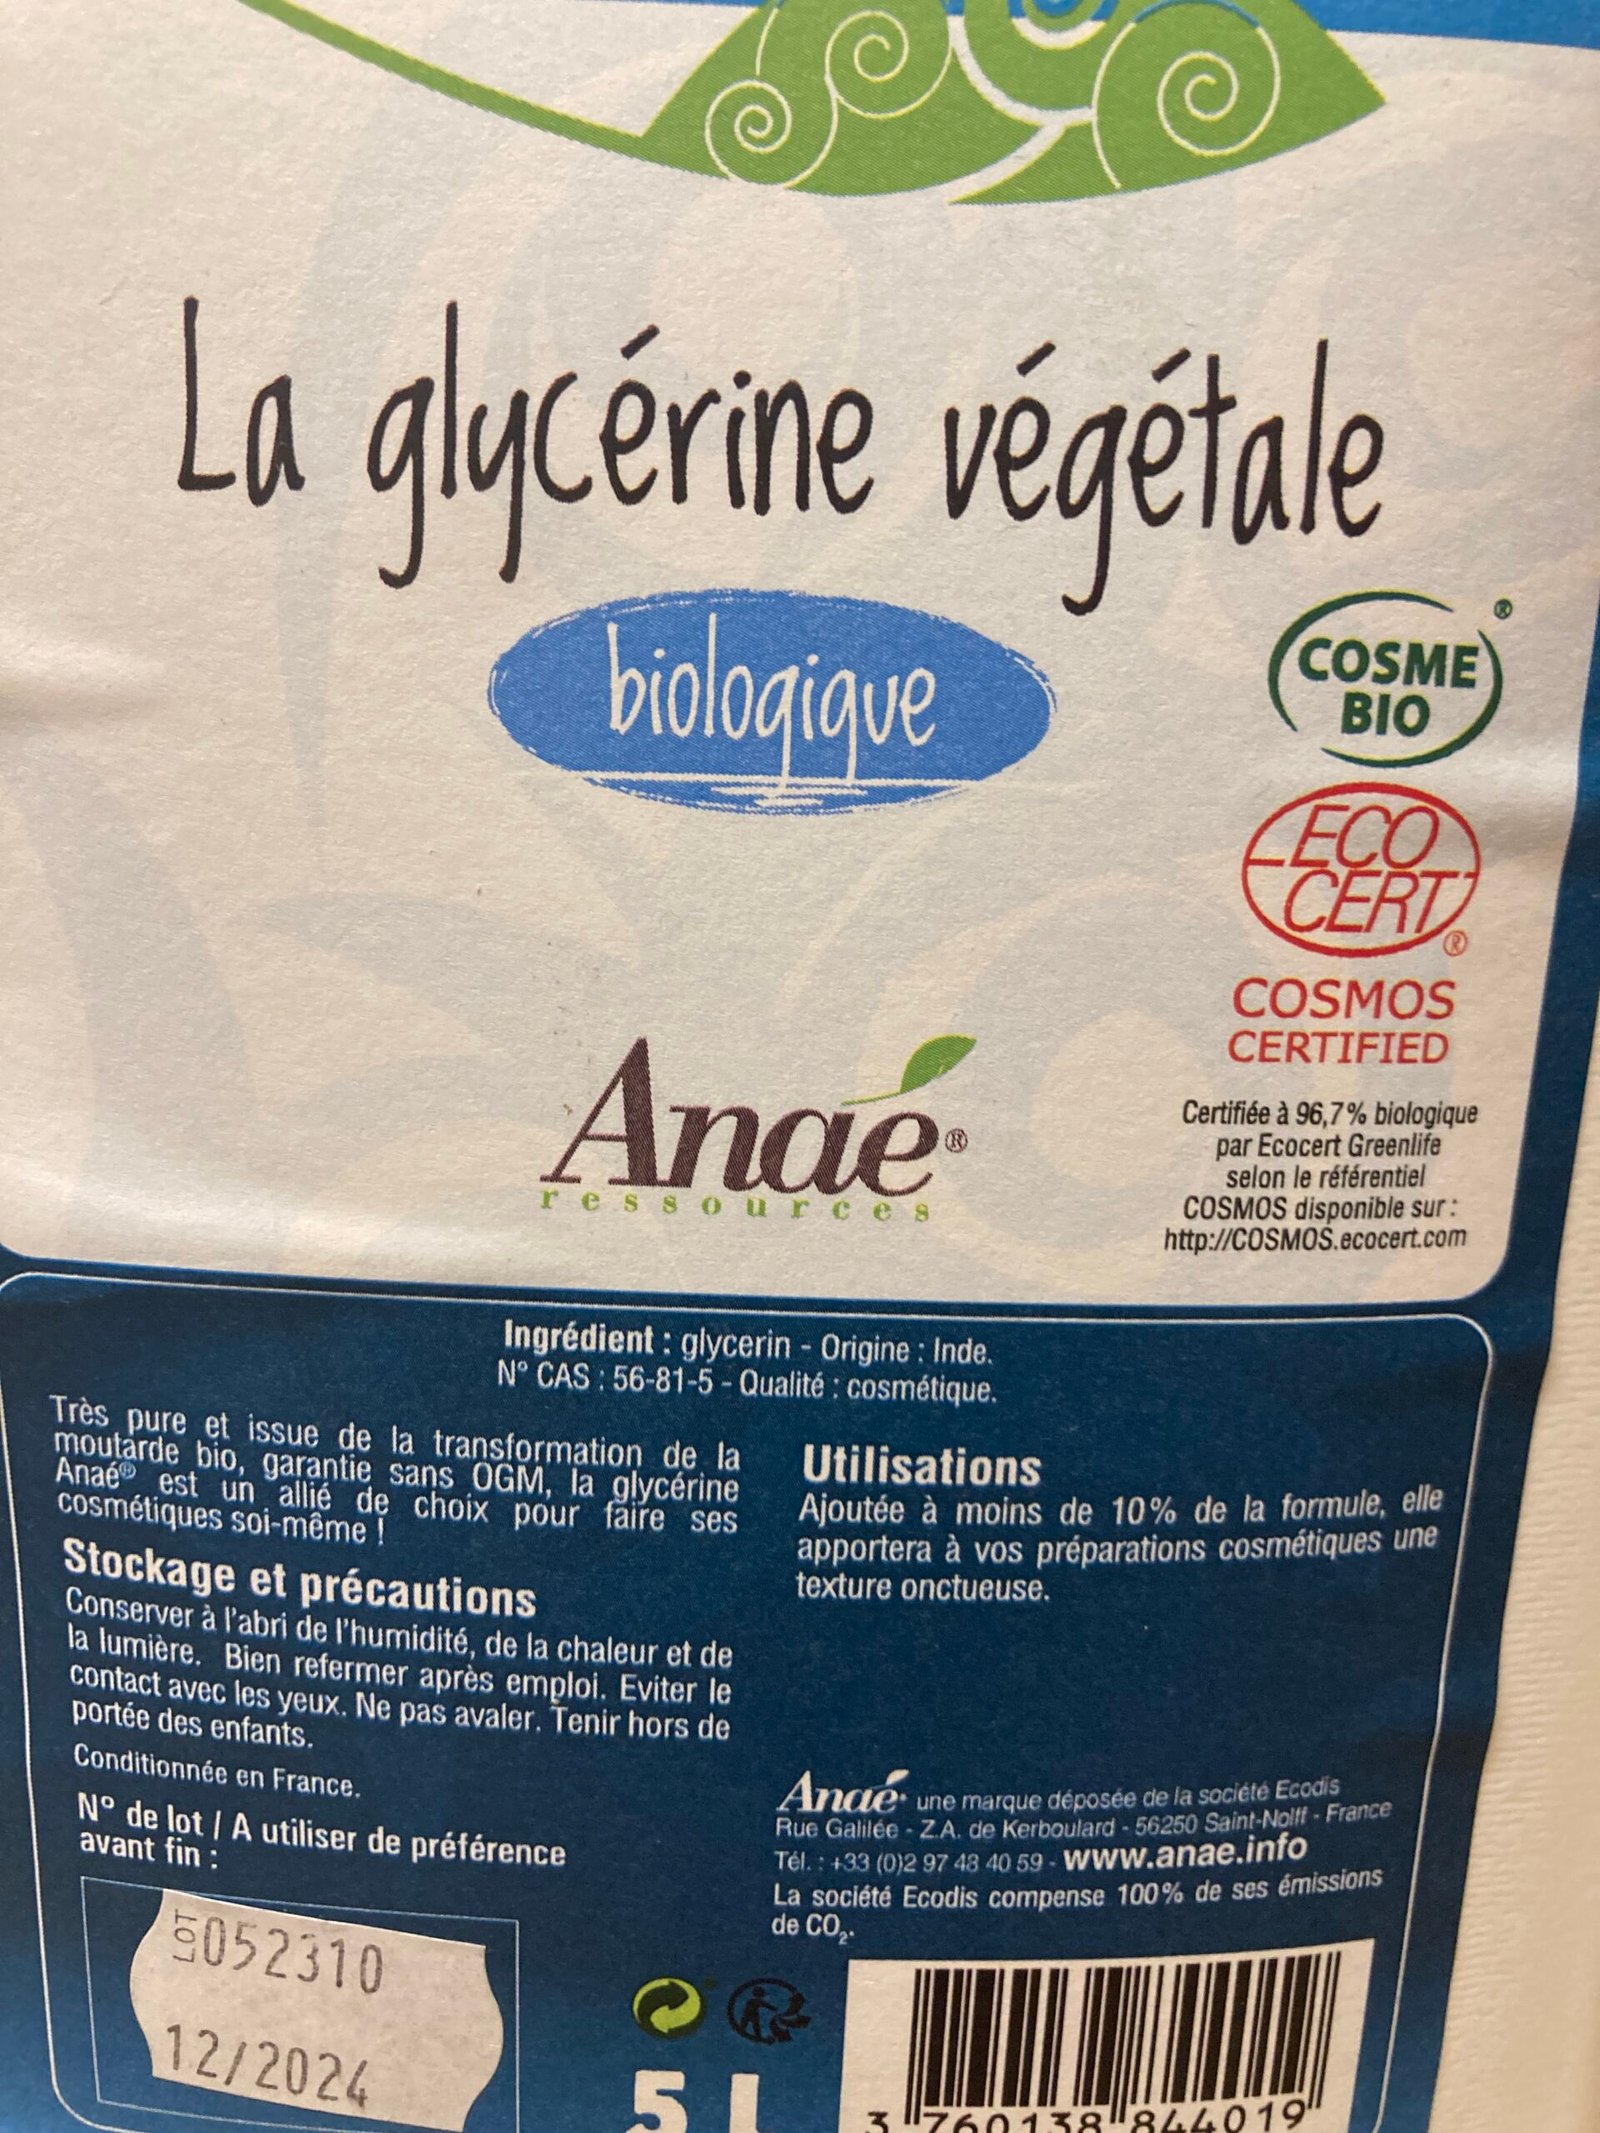 La glycérine végétale
biologique
COSME
BIO
®
ECO
CERT
®
COSMOS
CERTIFIED
Certifiée à 96,7% biologique
par Ecocert Greenlife
selon le référentiel
COSMOS disponible sur :
http://COSMOS.ecocert.com
Anaé®
ressources
Ingrédient : glycerin - Origine : Inde.
N° CAS : 56-81-5 - Qualité : cosmétique.
Très pure et issue de la transformation de la
moutarde bio, garantie sans OGM, la glycérine
Anaé® est un allié de choix pour faire ses
cosmétiques soi-même !
Stockage et précautions
Conserver à l'abri de l'humidité, de la chaleur et de
la lumière. Bien refermer après emploi. Eviter le
contact avec les yeux. Ne pas avaler. Tenir hors de
portée des enfants.
Conditionnée en France.
N° de lot / A utiliser de préférence
avant fin :
LOT 052310
12/2024
Utilisations
Ajoutée à moins de 10% de la formule, elle
apportera à vos préparations cosmétiques une
texture onctueuse.
Anaé® une marque déposée de la société Ecodis
Rue Galilée - Z.A. de Kerboulard - 56250 Saint-Nolff - France
Tél. : +33 (0)2 97 48 40 59 - www.anae.info
La société Ecodis compense 100% de ses émissions
de CO₂.
5 L
3 760138 844019